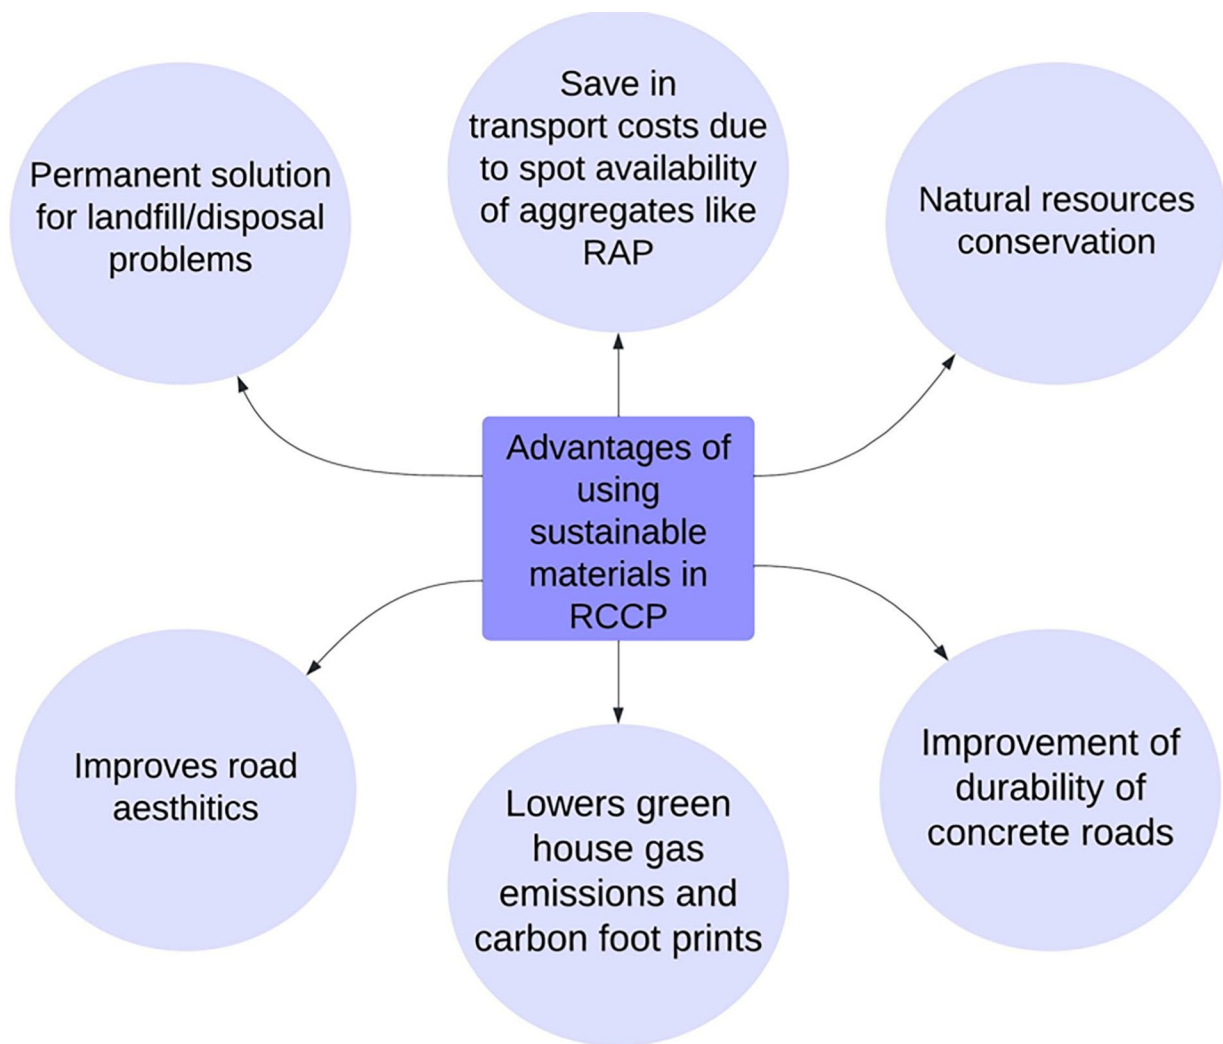 Permanent solution
for landfill/disposal
problems
Save in
transport costs due
to spot availability
of aggregates like
RAP
Natural resources
conservation
Advantages of
using
sustainable
materials in
RCCP
Improves road
aesthitics
Lowers green
house gas
emissions and
carbon foot prints
Improvement of
durability of
concrete roads